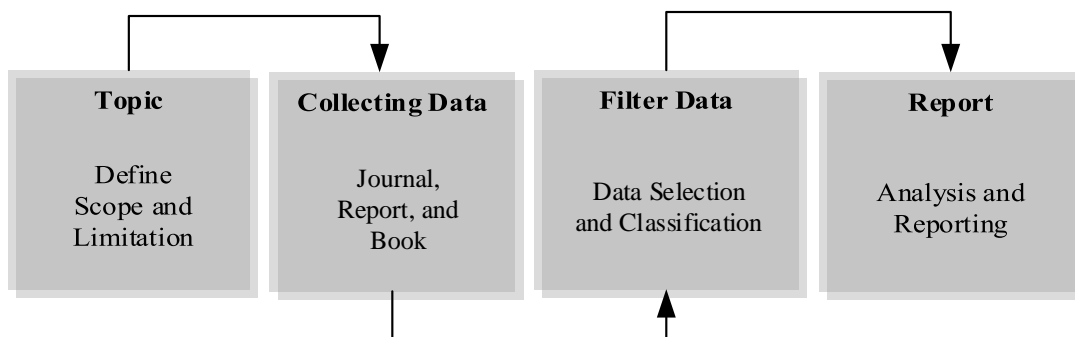 Topic
Define
Scope and
Limitation
Collecting Data
Journal,
Report, and
Book
Filter Data
Data Selection
and Classification
Report
Analysis and
Reporting